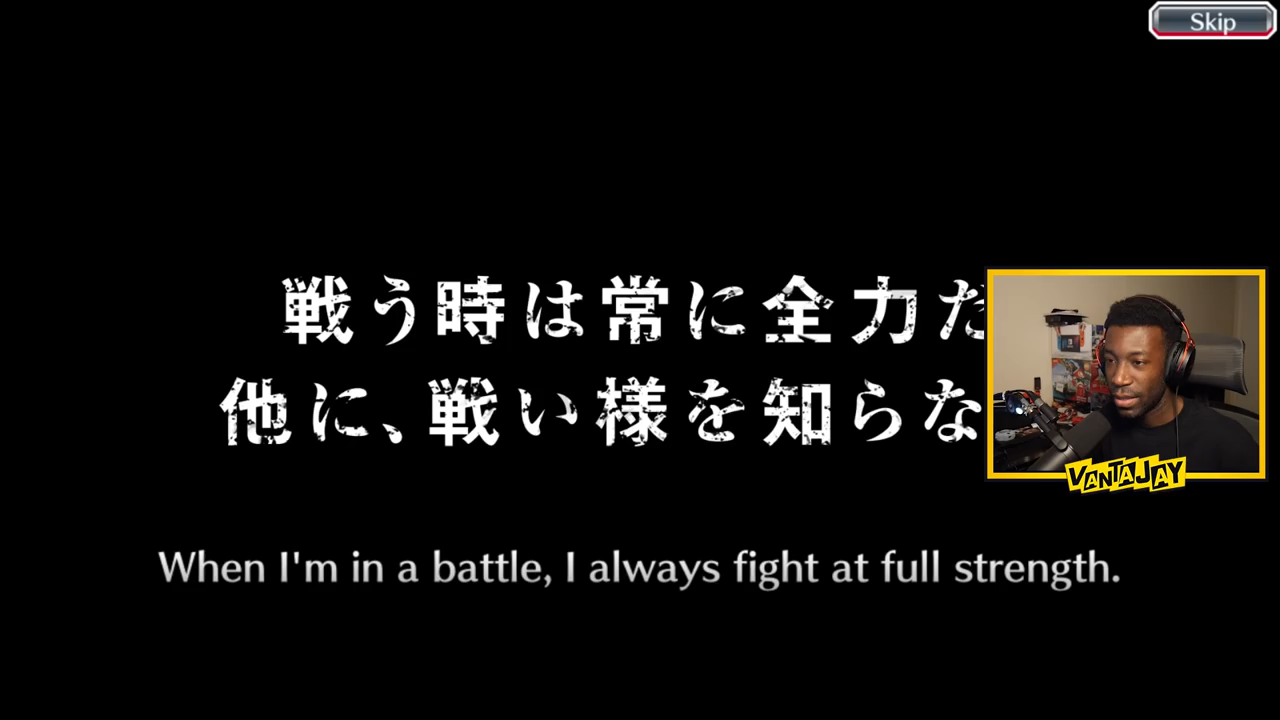 Skip
戦う時は常に全力だ
他に、戦い様を知らな
VANTAJAY
When I'm in a battle, I always fight at full strength.